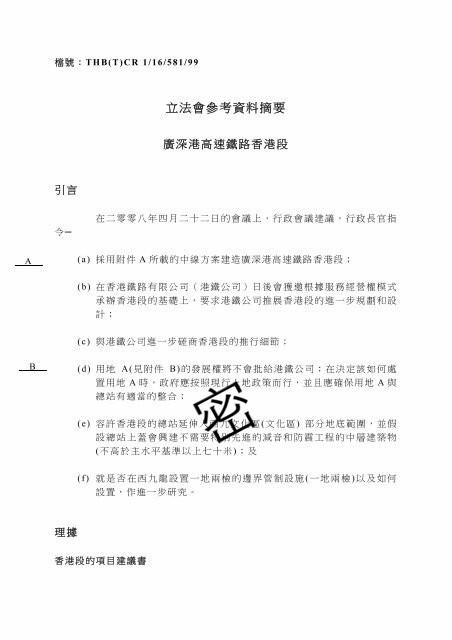 檔號：THB(T)CR 1/16/581/99
立法會參考資料摘要
廣深港高速鐵路香港段
引言
在二零零八年四月二十二日的會議上，行政會議建議，行政長官指
令─
A
(a) 採用附件 A 所載的中線方案建造廣深港高速鐵路香港段；
(b) 在香港鐵路有限公司（港鐵公司）日後會獲邀根據服務經營權模式
承辦香港段的基礎上，要求港鐵公司推展香港段的進一步規劃和設
計；
(c) 與港鐵公司進一步磋商香港段的推行細節；
B
(d) 用地 A(見附件 B)的發展權將不會批給港鐵公司；在決定該如何處
置用地 A 時，政府應按照現行土地政策而行，並且應確保用地 A 與
總站有適當的整合；
(e) 容許香港段的總站延伸入西九文化區(文化區) 部分地底範圍，並假
設總站上蓋會興建不需要特別先進的減音和防震工程的中層建築物
(不高於主水平基準以上七十米)；及
(f) 就是否在西九龍設置一地兩檢的邊界管制設施(一地兩檢)以及如何
設置，作進一步研究。
密
理據
香港段的項目建議書